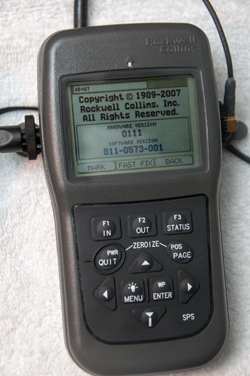 Rockwell
Collins
ABOUT
Copyright © 1989-2007
Rockwell Collins, Inc.
All Rights Reserved.
HARDWARE VERSION
0111
SOFTWARE VERSION
811-0573-001
MARK FAST FIX BACK
F1 IN
F2 OUT
F3 STATUS
PWR QUIT
ZEROIZE
POS PAGE
MENU
WP ENTER
SPS